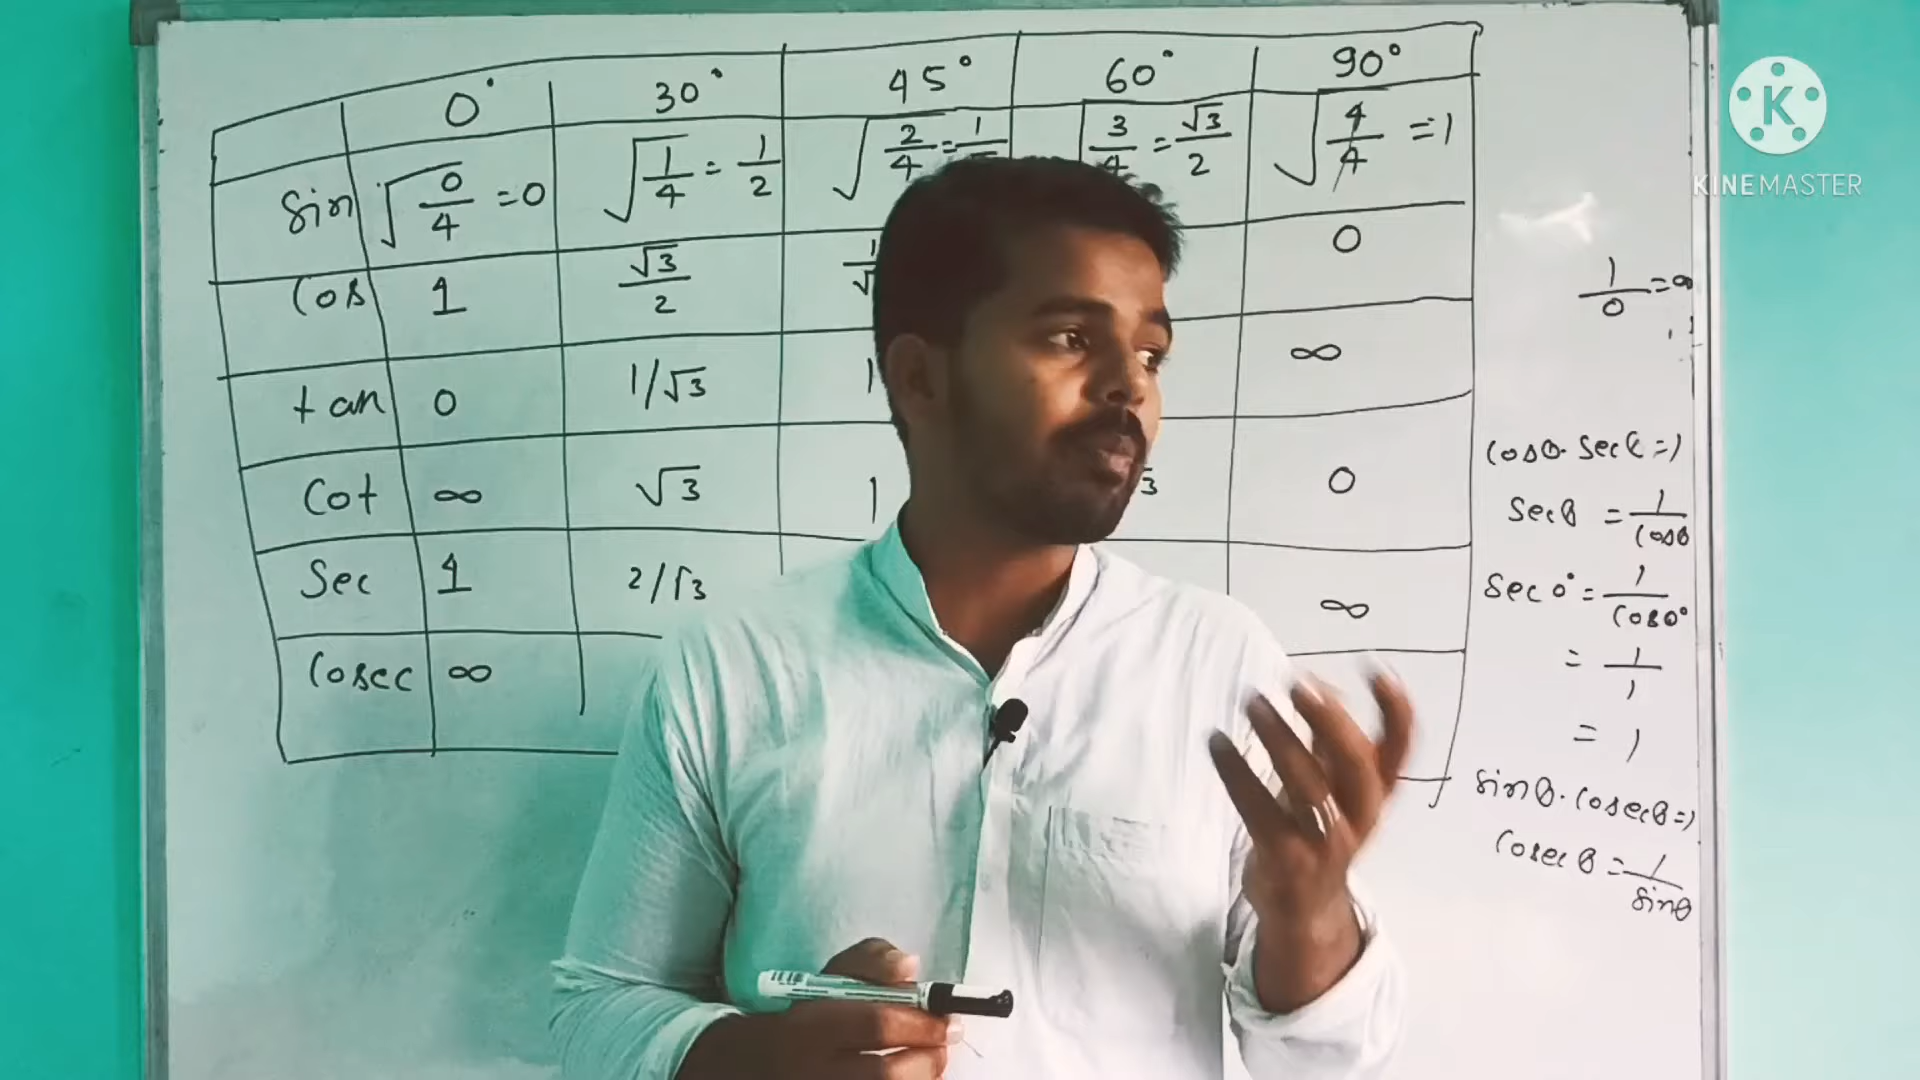 0° 30° 45° 60° 90°
sin √0/4 = 0 √1/4 = 1/2 √2/4 = 1/ √3/4 = √3/2 √4/4 = 1
cos 1 √3/2 1/√ 0
tan 0 1/√3 1 ∞
cot ∞ √3 1 3 0
sec 1 2/√3 ∞
cosec ∞
K
KINEMASTER
1/0 = ∞
cosθ. secθ = 1
secθ = 1/cosθ
sec0° = 1/cos0°
= 1/1
= 1
sinθ. cosecθ = 1
cosecθ = 1/sinθ